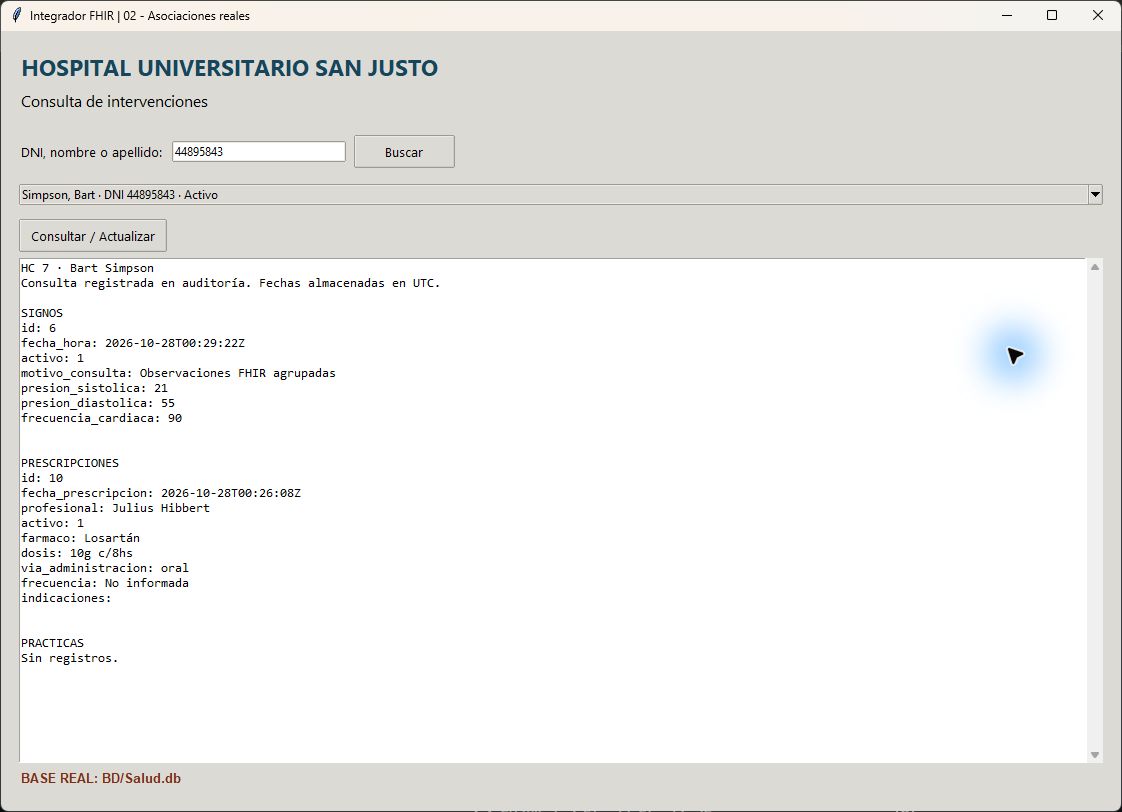 Integrador FHIR | 02 - Asociaciones reales
HOSPITAL UNIVERSITARIO SAN JUSTO
Consulta de intervenciones
DNI, nombre o apellido: 44895843 Buscar
Simpson, Bart · DNI 44895843 · Activo
Consultar / Actualizar
HC 7 · Bart Simpson
Consulta registrada en auditoría. Fechas almacenadas en UTC.
SIGNOS
id: 6
fecha_hora: 2026-10-28T00:29:22Z
activo: 1
motivo_consulta: Observaciones FHIR agrupadas
presion_sistolica: 21
presion_diastolica: 55
frecuencia_cardiaca: 90
PRESCRIPCIONES
id: 10
fecha_prescripcion: 2026-10-28T00:26:08Z
profesional: Julius Hibbert
activo: 1
farmaco: Losartán
dosis: 10g c/8hs
via_administracion: oral
frecuencia: No informada
indicaciones:
PRACTICAS
Sin registros.
BASE REAL: BD/Salud.db